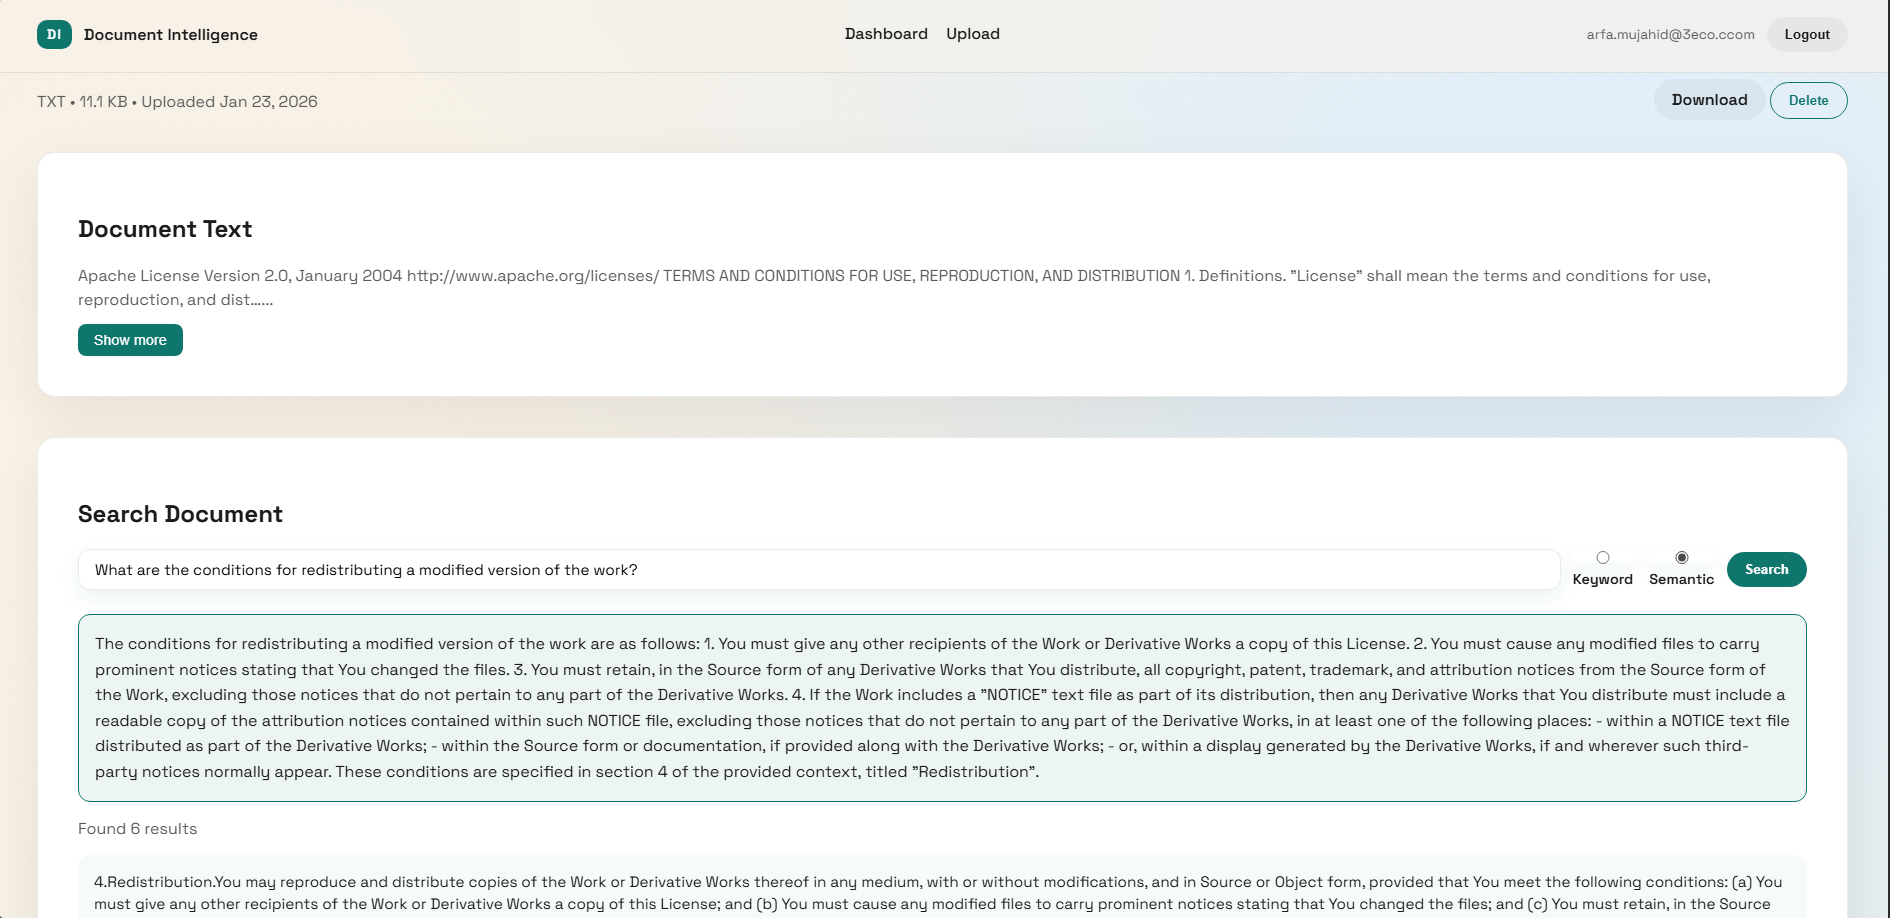 DI Document Intelligence Dashboard Upload arfa.mujahid@3eco.ccom Logout
TXT • 11.1 KB • Uploaded Jan 23, 2026 Download Delete
Document Text
Apache License Version 2.0, January 2004 http://www.apache.org/licenses/ TERMS AND CONDITIONS FOR USE, REPRODUCTION, AND DISTRIBUTION 1. Definitions. "License" shall mean the terms and conditions for use,
reproduction, and dist......
Show more
Search Document
What are the conditions for redistributing a modified version of the work? Keyword Semantic Search
The conditions for redistributing a modified version of the work are as follows: 1. You must give any other recipients of the Work or Derivative Works a copy of this License. 2. You must cause any modified files to carry
prominent notices stating that You changed the files. 3. You must retain, in the Source form of any Derivative Works that You distribute, all copyright, patent, trademark, and attribution notices from the Source form of
the Work, excluding those notices that do not pertain to any part of the Derivative Works. 4. If the Work includes a "NOTICE" text file as part of its distribution, then any Derivative Works that You distribute must include a
readable copy of the attribution notices contained within such NOTICE file, excluding those notices that do not pertain to any part of the Derivative Works, in at least one of the following places: - within a NOTICE text file
distributed as part of the Derivative Works; - within the Source form or documentation, if provided along with the Derivative Works; - or, within a display generated by the Derivative Works, if and wherever such third-
party notices normally appear. These conditions are specified in section 4 of the provided context, titled "Redistribution".
Found 6 results
4.Redistribution.You may reproduce and distribute copies of the Work or Derivative Works thereof in any medium, with or without modifications, and in Source or Object form, provided that You meet the following conditions: (a) You
must give any other recipients of the Work or Derivative Works a copy of this License; and (b) You must cause any modified files to carry prominent notices stating that You changed the files; and (c) You must retain, in the Source